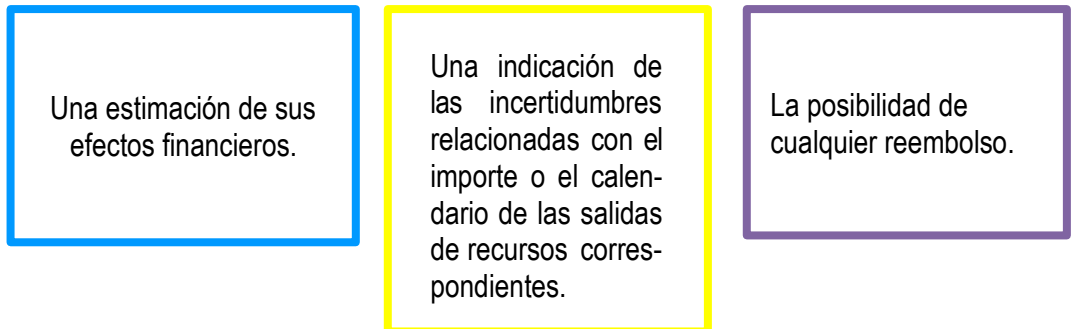 Una estimación de sus
efectos financieros.
Una indicación de
las incertidumbres
relacionadas con el
importe o el calen-
dario de las salidas
de recursos corres-
pondientes.
La posibilidad de
cualquier reembolso.